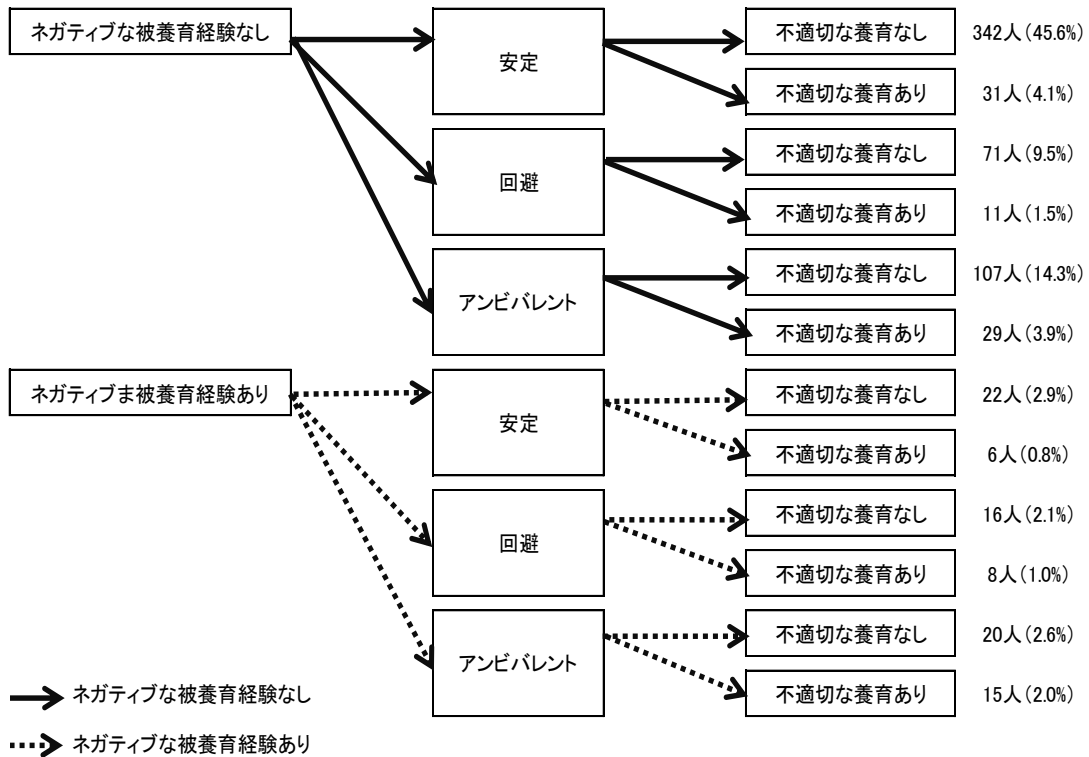 ネガティブな被養育経験なし
安定
不適切な養育なし 342人(45.6%)
不適切な養育あり 31人(4.1%)
回避
不適切な養育なし 71人(9.5%)
不適切な養育あり 11人(1.5%)
アンビバレント
不適切な養育なし 107人(14.3%)
不適切な養育あり 29人(3.9%)
ネガティブま被養育経験あり
安定
不適切な養育なし 22人(2.9%)
不適切な養育あり 6人(0.8%)
回避
不適切な養育なし 16人(2.1%)
不適切な養育あり 8人(1.0%)
アンビバレント
不適切な養育なし 20人(2.6%)
不適切な養育あり 15人(2.0%)
ネガティブな被養育経験なし
ネガティブな被養育経験あり